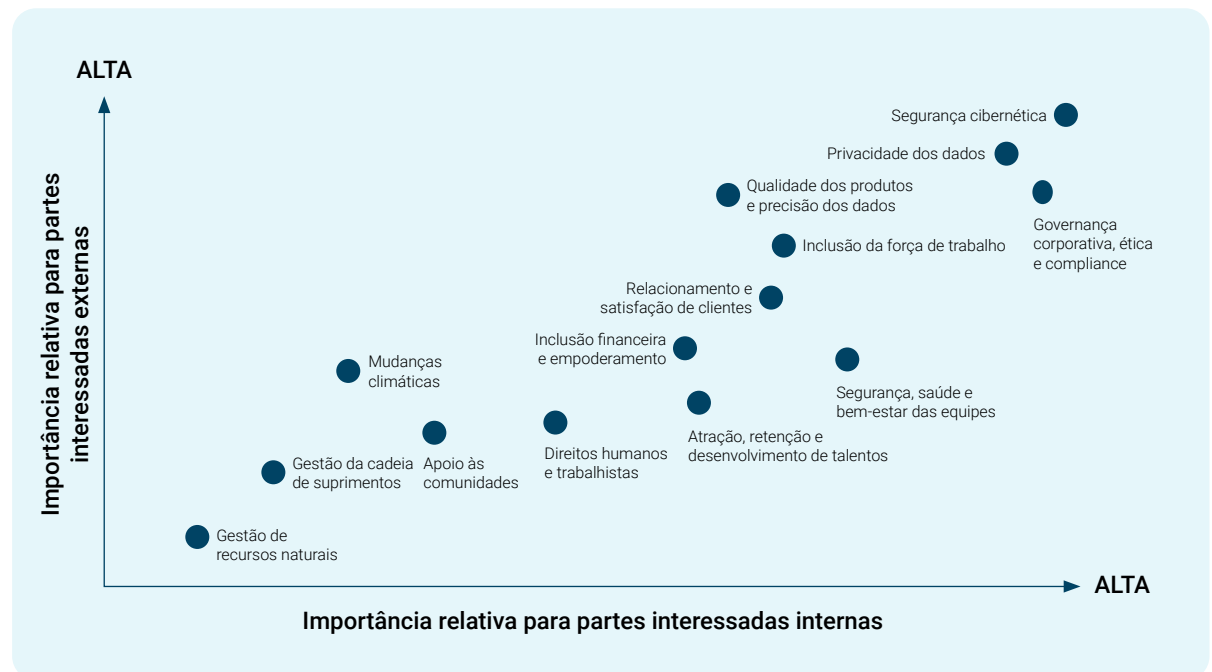 ALTA
Segurança cibernética
Privacidade dos dados
Qualidade dos produtos
e precisão dos dados
Governança
corporativa, ética
e compliance
Inclusão da força de trabalho
Relacionamento e
satisfação de clientes
Inclusão financeira
e empoderamento
Mudanças
climáticas
Segurança, saúde e
bem-estar das equipes
Atração, retenção e
desenvolvimento de talentos
Direitos humanos
e trabalhistas
Gestão da cadeia
de suprimentos
Apoio às
comunidades
Gestão de
recursos naturais
Importância relativa para partes
interessadas externas
ALTA
Importância relativa para partes interessadas internas